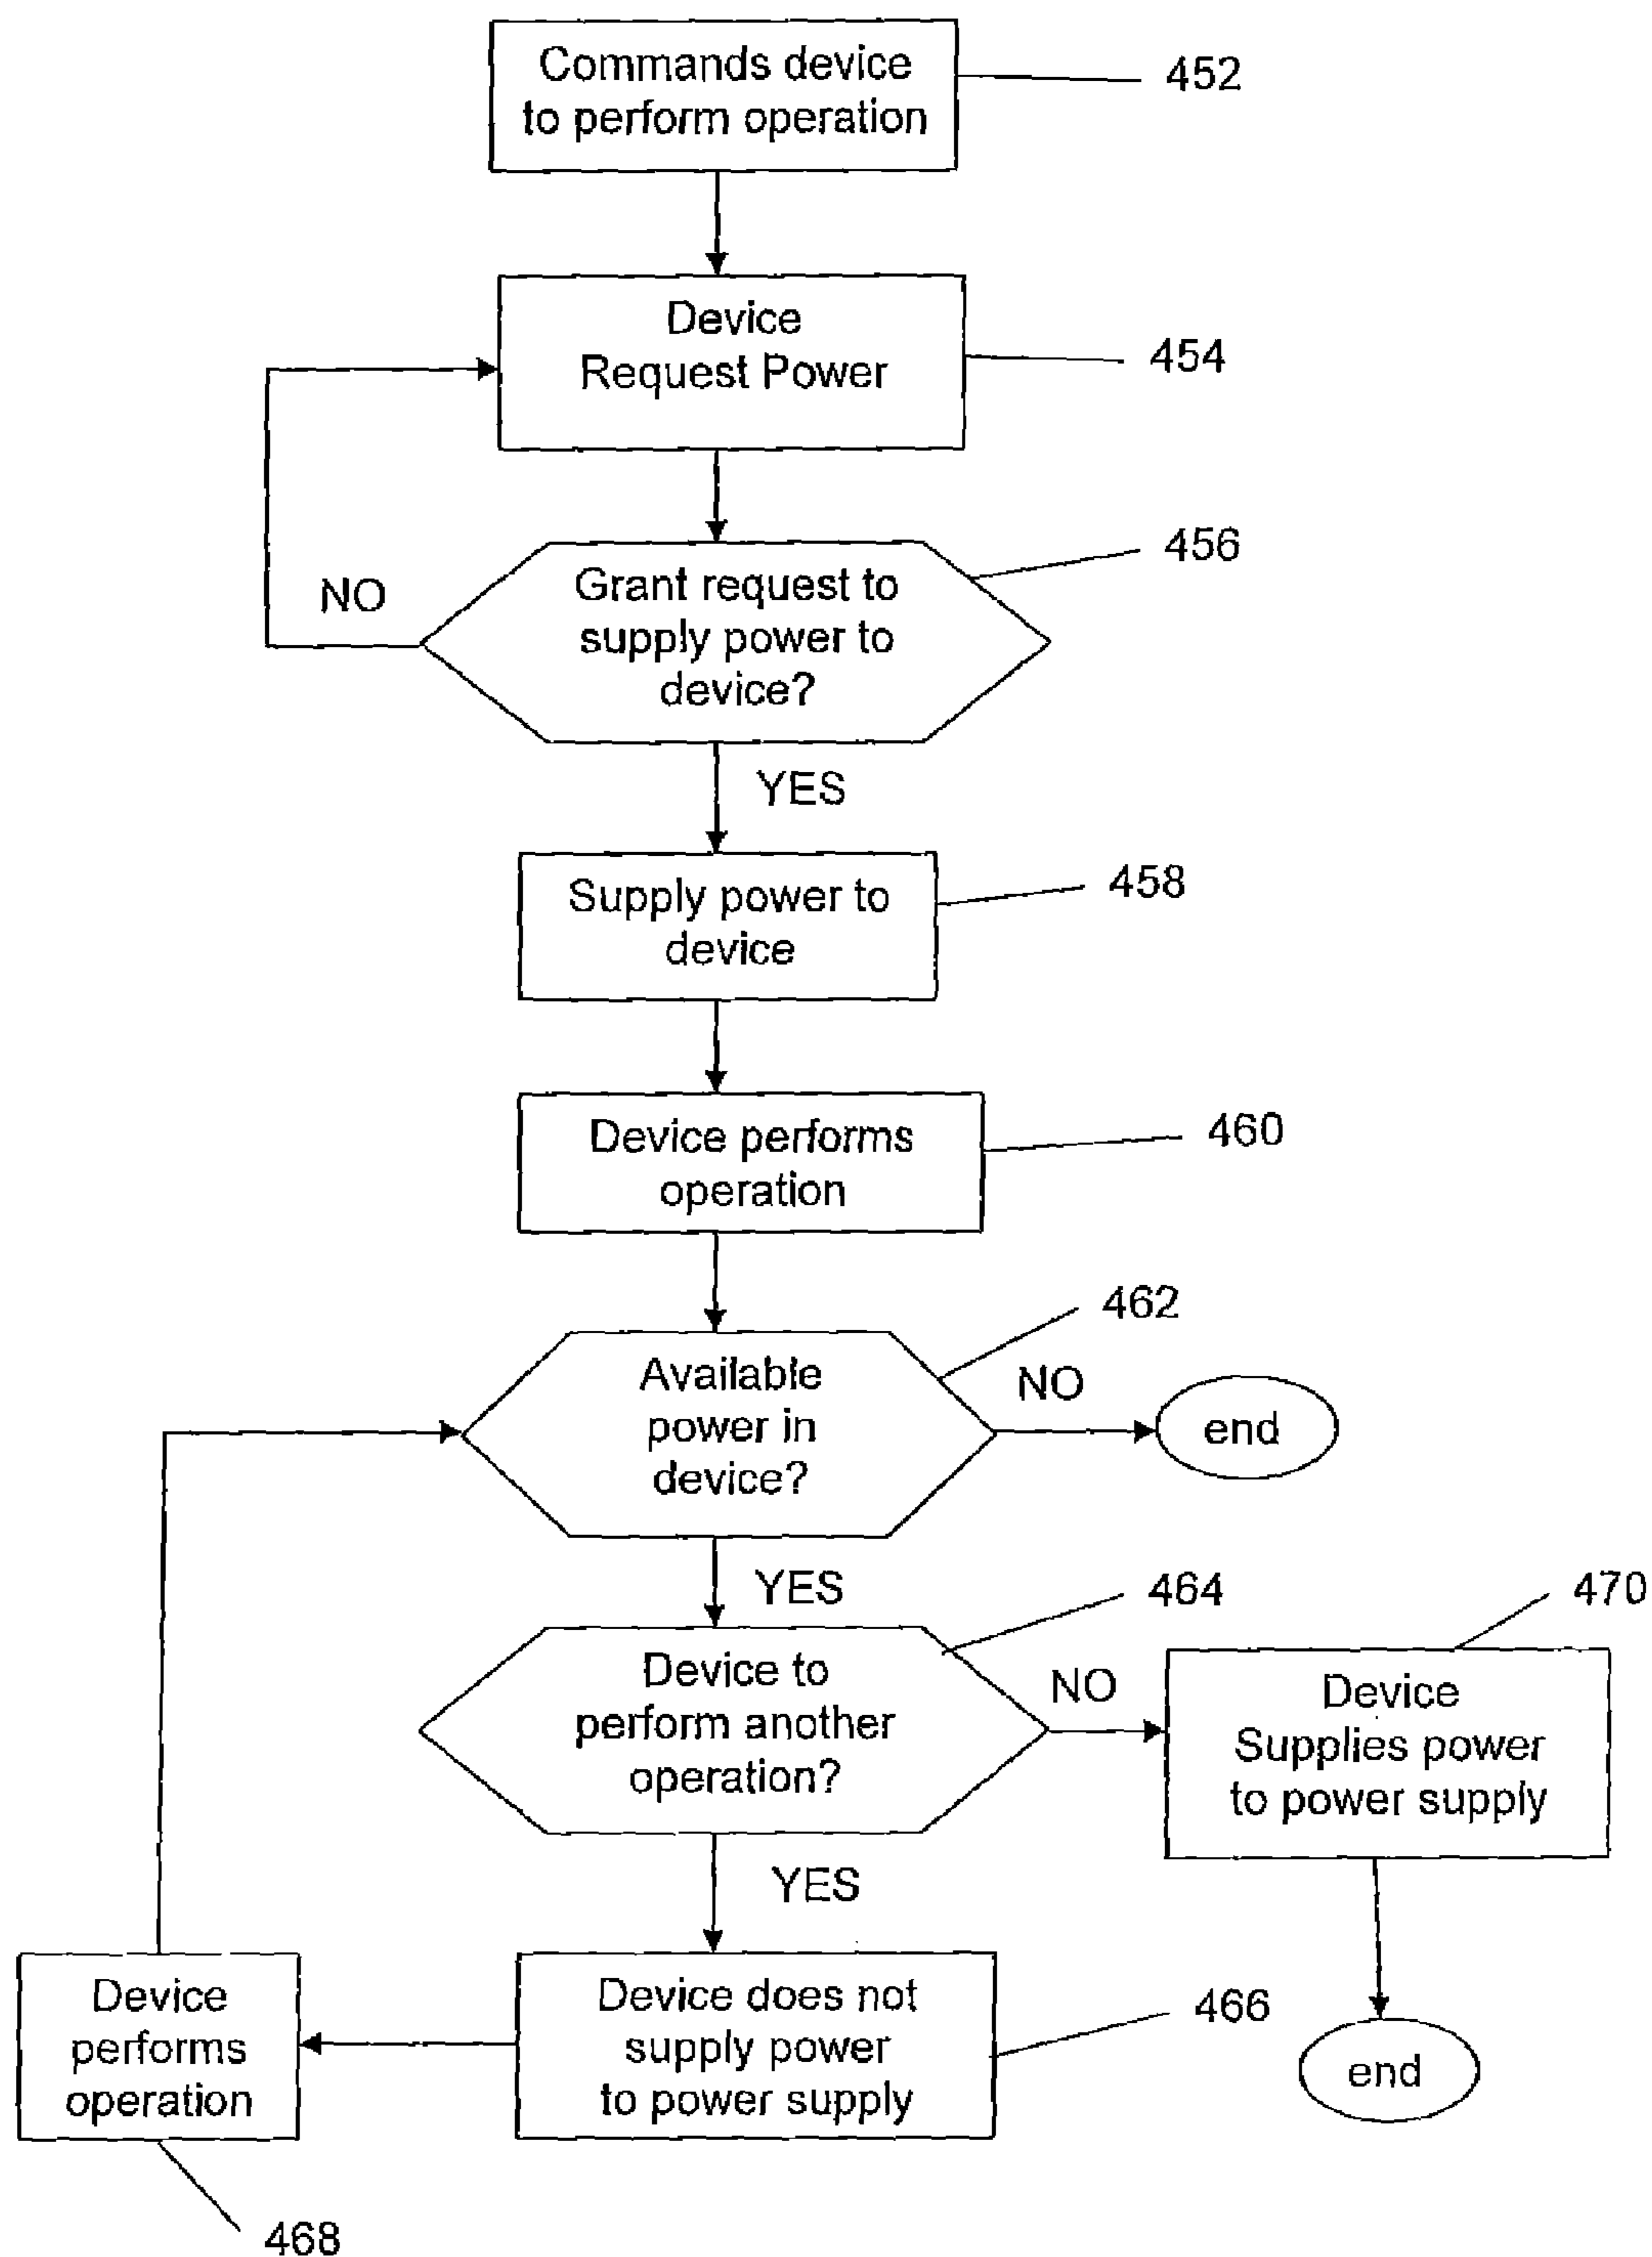 Commands device
to perform operation
452
Device
Request Power
454
456
Grant request to
supply power to
device?
NO
YES
Supply power to
device
458
Device performs
operation
460
462
Available
power in
device?
NO
end
YES
464
470
Device to
perform another
operation?
NO
Device
Supplies power
to power supply
YES
Device does not
supply power
to power supply
466
Device
performs
operation
end
468